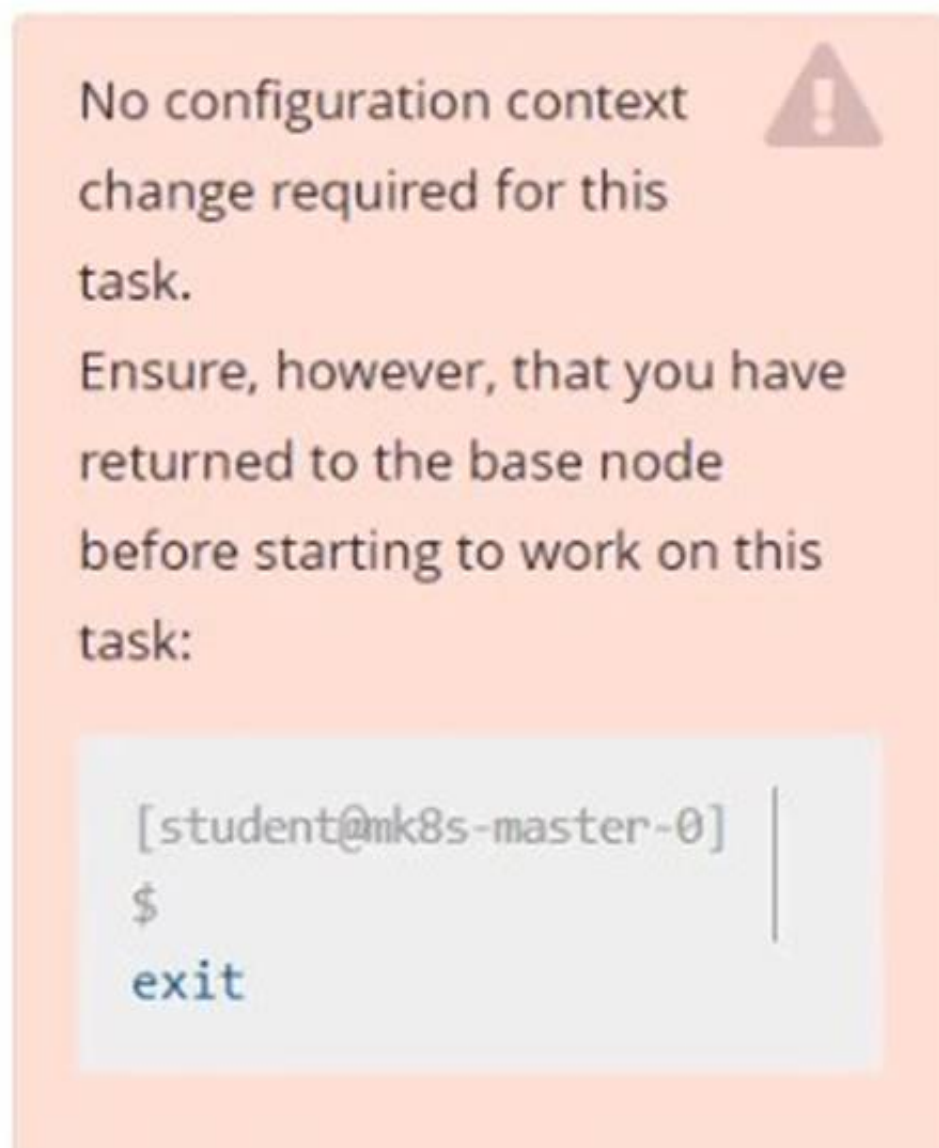 No configuration context
change required for this
task.
Ensure, however, that you have
returned to the base node
before starting to work on this
task:
[student@mk8s-master-0]
$
exit